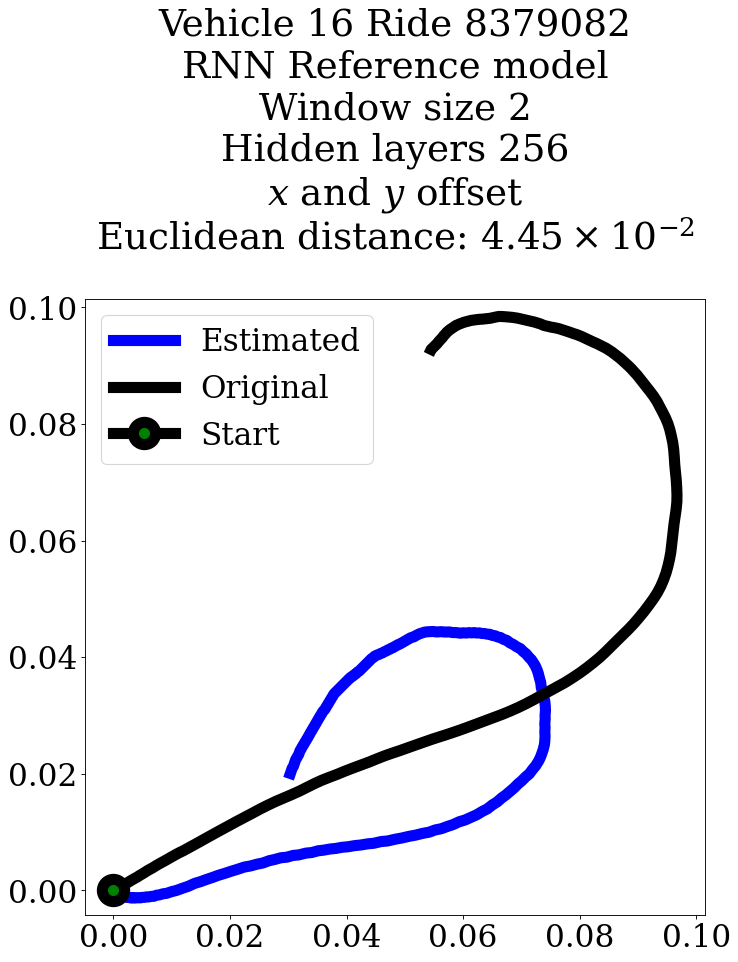 Vehicle 16 Ride 8379082
RNN Reference model
Window size 2
Hidden layers 256
x and y offset
Euclidean distance: 4.45 × 10⁻²
Estimated
Original
Start
0.10
0.08
0.06
0.04
0.02
0.00
0.00 0.02 0.04 0.06 0.08 0.10